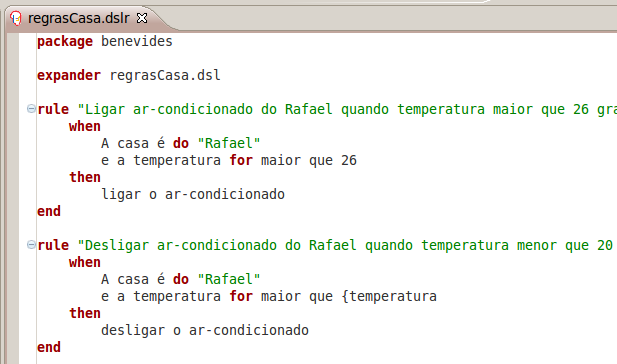 regrasCasa.dslr
package benevides
expander regrasCasa.dsl
rule "Ligar ar-condicionado do Rafael quando temperatura maior que 26
when
A casa é do "Rafael"
e a temperatura for maior que 26
then
ligar o ar-condicionado
end
rule "Desligar ar-condicionado do Rafael quando temperatura menor que 20
when
A casa é do "Rafael"
e a temperatura for maior que {temperatura
then
desligar o ar-condicionado
end